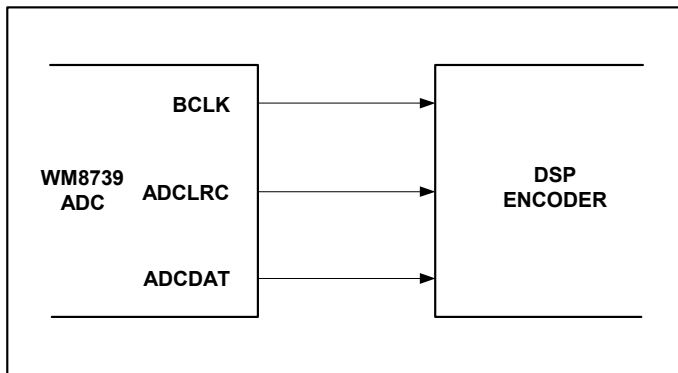 BCLK
WM8739
ADC
ADCLRC
ADCDAT
DSP
ENCODER